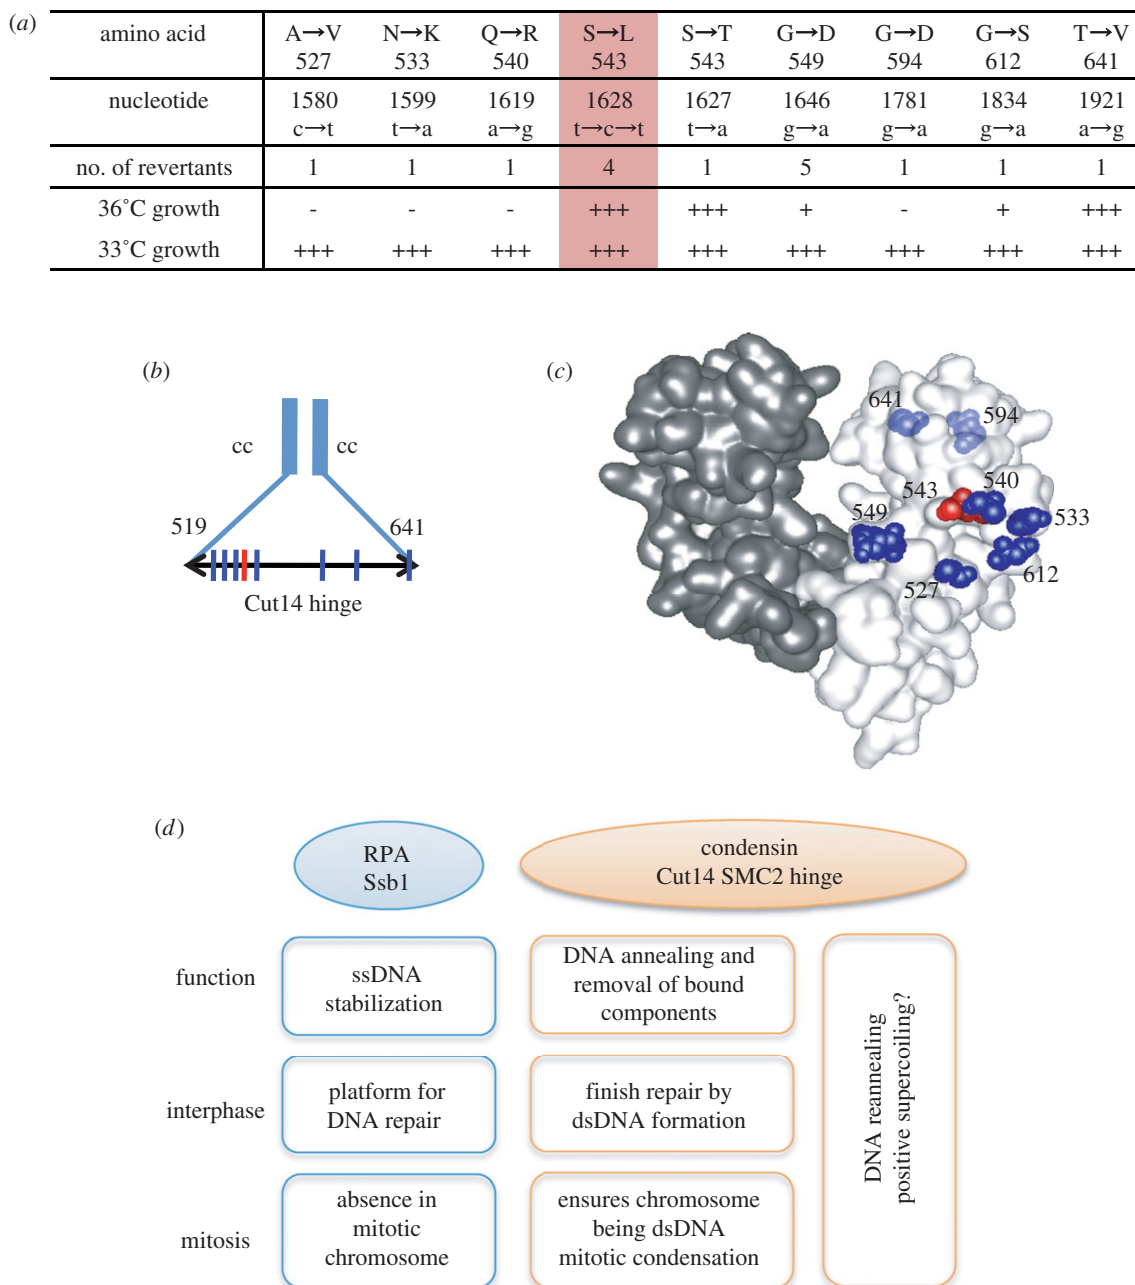 (a)
amino acid A→V N→K Q→R S→L S→T G→D G→D G→S T→V
527 533 540 543 543 549 594 612 641
nucleotide 1580 1599 1619 1628 1627 1646 1781 1834 1921
c→t t→a a→g t→c→t t→a g→a g→a g→a a→g
no. of revertants 1 1 1 4 1 5 1 1 1
36˚C growth - - - +++ +++ + - + +++
33˚C growth +++ +++ +++ +++ +++ +++ +++ +++ +++
(b)
cc cc
519 641
Cut14 hinge
(c)
641 594
543 540
549 533
527 612
(d)
RPA
Ssb1
condensin
Cut14 SMC2 hinge
function
ssDNA
stabilization
DNA annealing and
removal of bound
components
interphase
platform for
DNA repair
finish repair by
dsDNA formation
mitosis
absence in
mitotic
chromosome
ensures chromosome
being dsDNA
mitotic condensation
DNA reannealing
positive supercoiling?